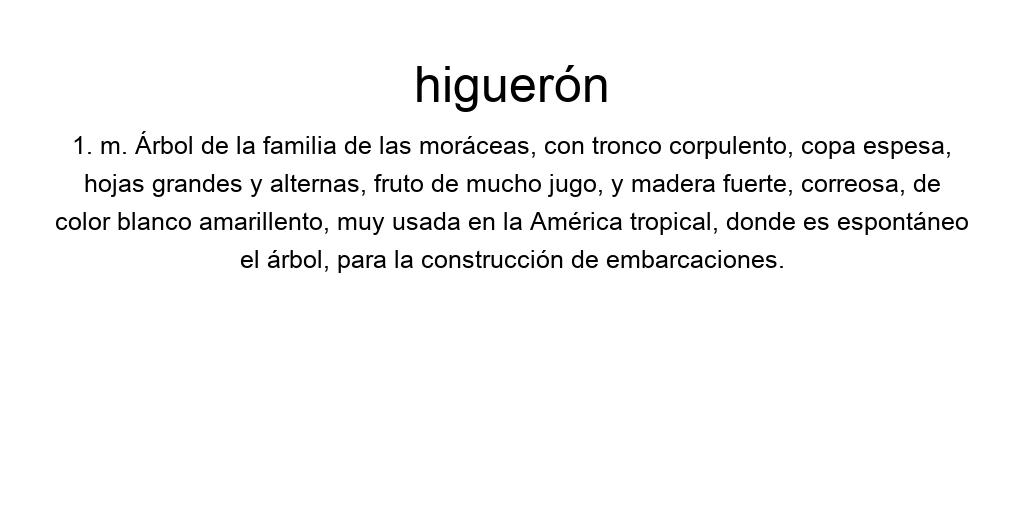 higuerón
1. m. Árbol de la familia de las moráceas, con tronco corpulento, copa espesa,
hojas grandes y alternas, fruto de mucho jugo, y madera fuerte, correosa, de
color blanco amarillento, muy usada en la América tropical, donde es espontáneo
el árbol, para la construcción de embarcaciones.